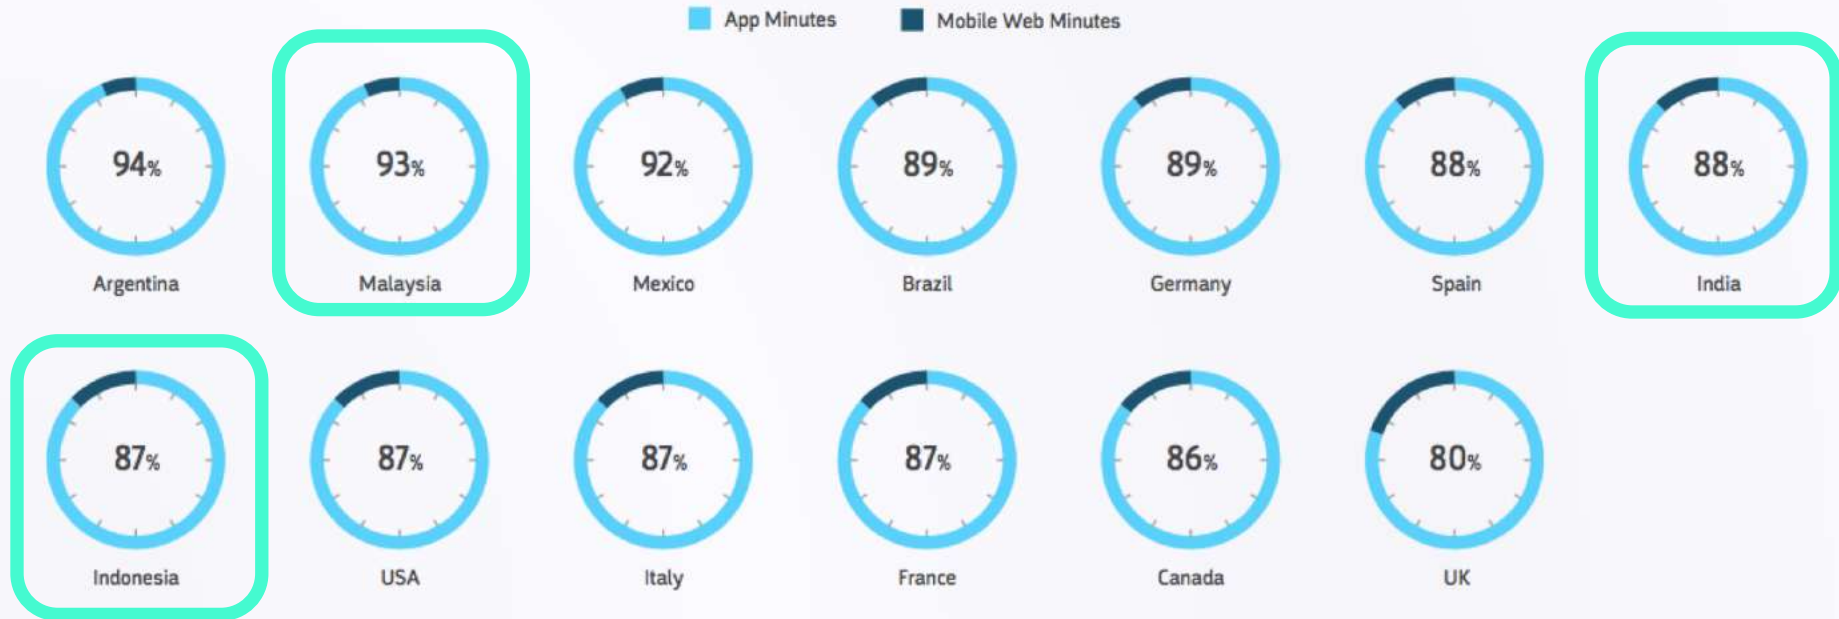 App Minutes Mobile Web Minutes
94% 93% 92% 89% 89% 88% 88%
Argentina Malaysia Mexico Brazil Germany Spain India
87% 87% 87% 87% 86% 80%
Indonesia USA Italy France Canada UK